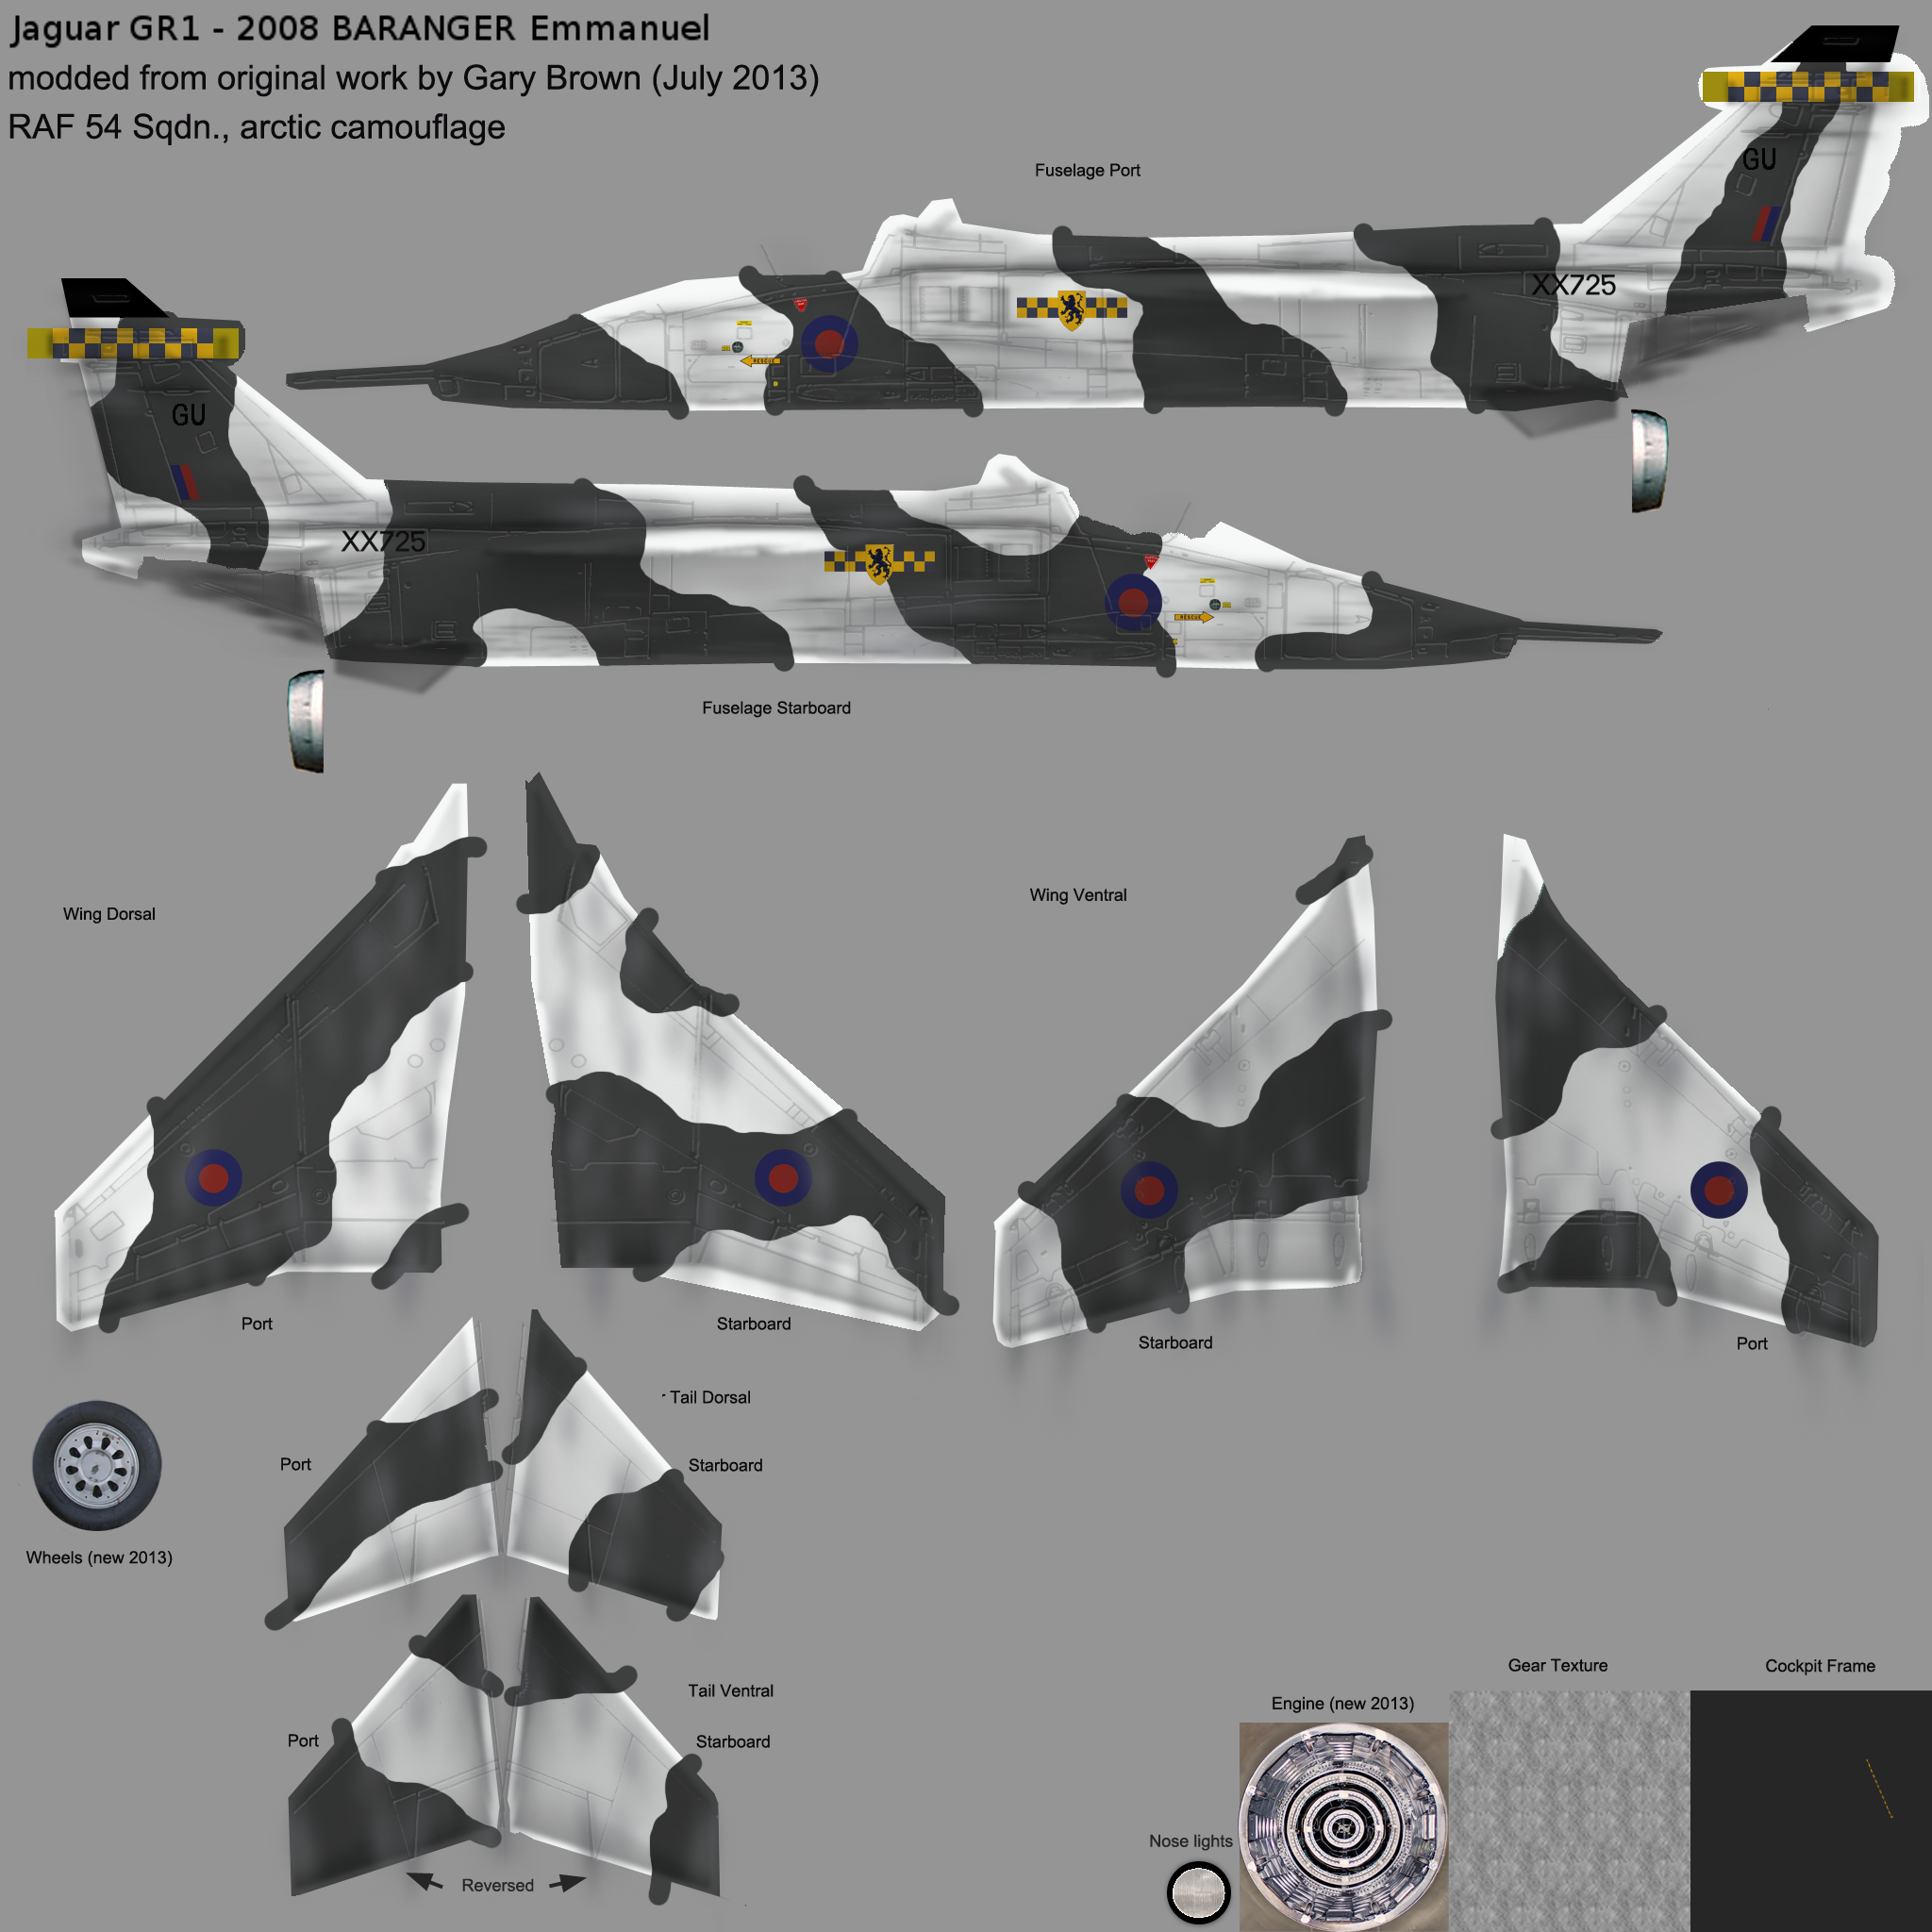 Jaguar GR1 - 2008 BARANGER Emmanuel
modded from original work by Gary Brown (July 2013)
RAF 54 Sqdn., arctic camouflage
GU
Fuselage Port
XX725
RESCUE
GU
XX725
RESCUE
Fuselage Starboard
Wing Dorsal
Wing Ventral
Port
Starboard
Starboard
Port
Tail Dorsal
Port
Starboard
Wheels (new 2013)
Tail Ventral
Port
Starboard
Reversed
Gear Texture
Cockpit Frame
Engine (new 2013)
Nose lights